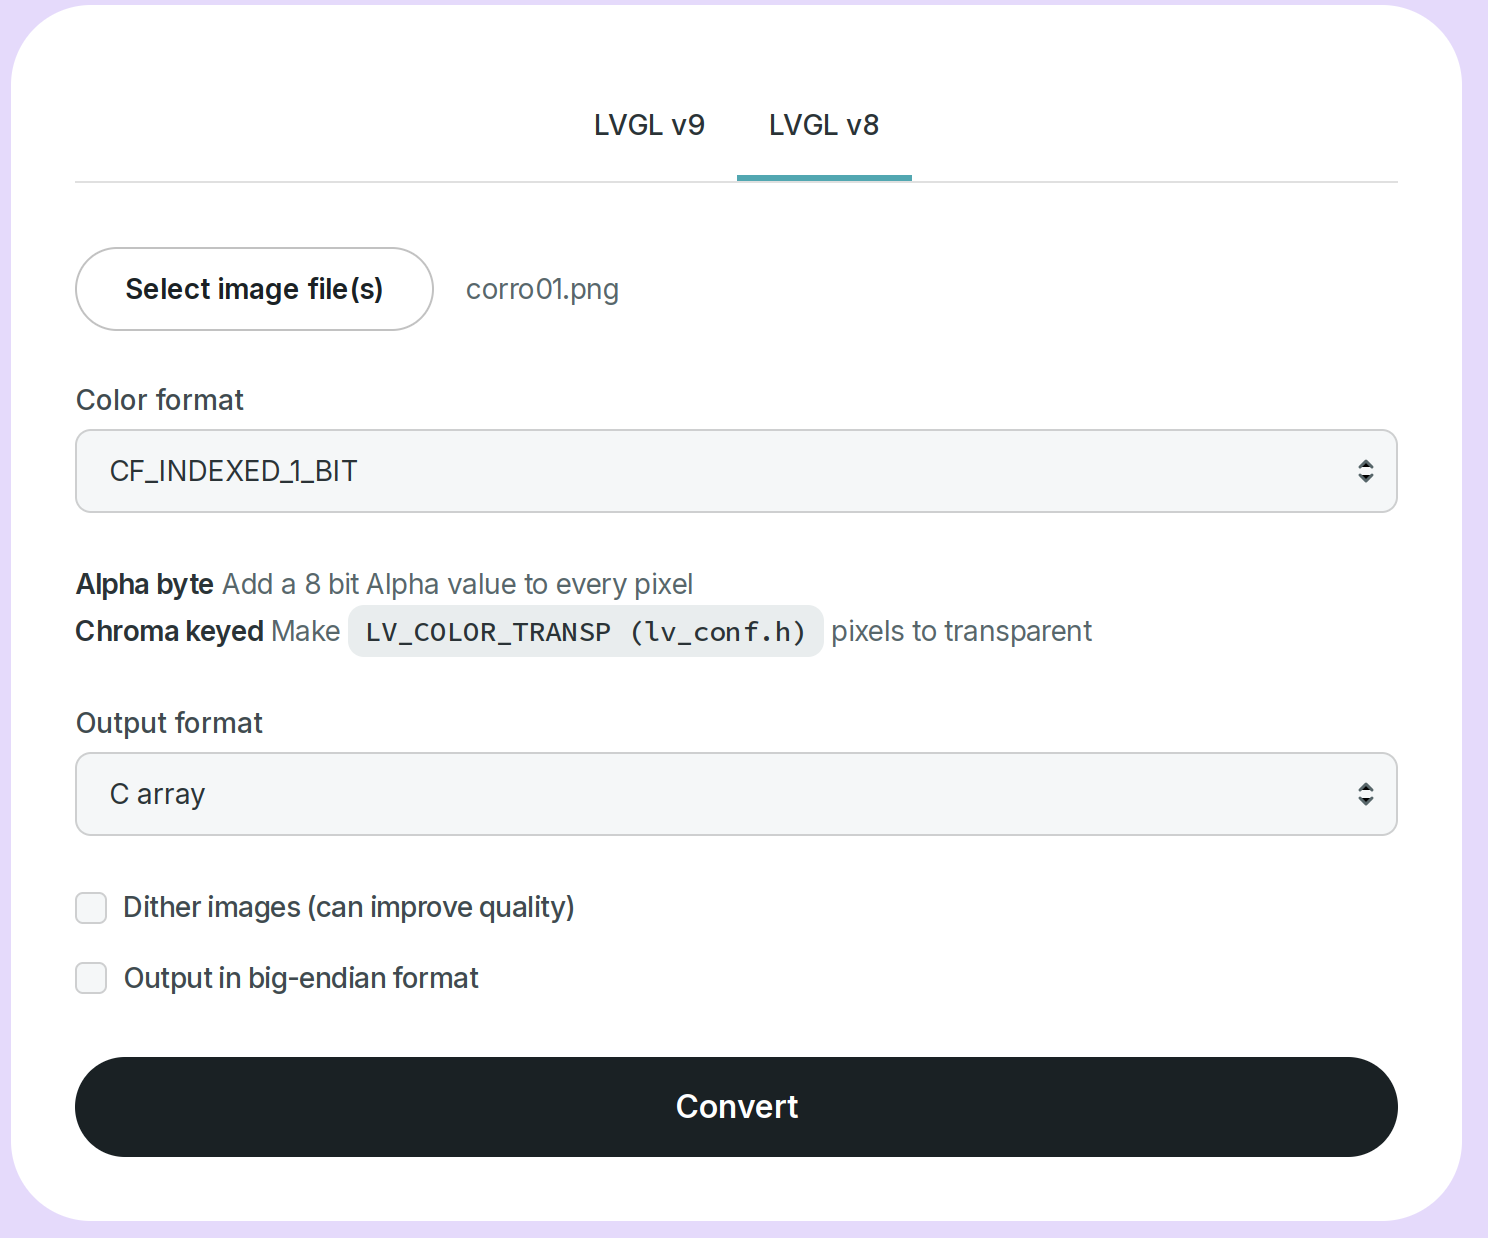 LVGL v9 LVGL v8
Select image file(s) corro01.png
Color format
CF_INDEXED_1_BIT
Alpha byte Add a 8 bit Alpha value to every pixel
Chroma keyed Make LV_COLOR_TRANSP (lv_conf.h) pixels to transparent
Output format
C array
Dither images (can improve quality)
Output in big-endian format
Convert